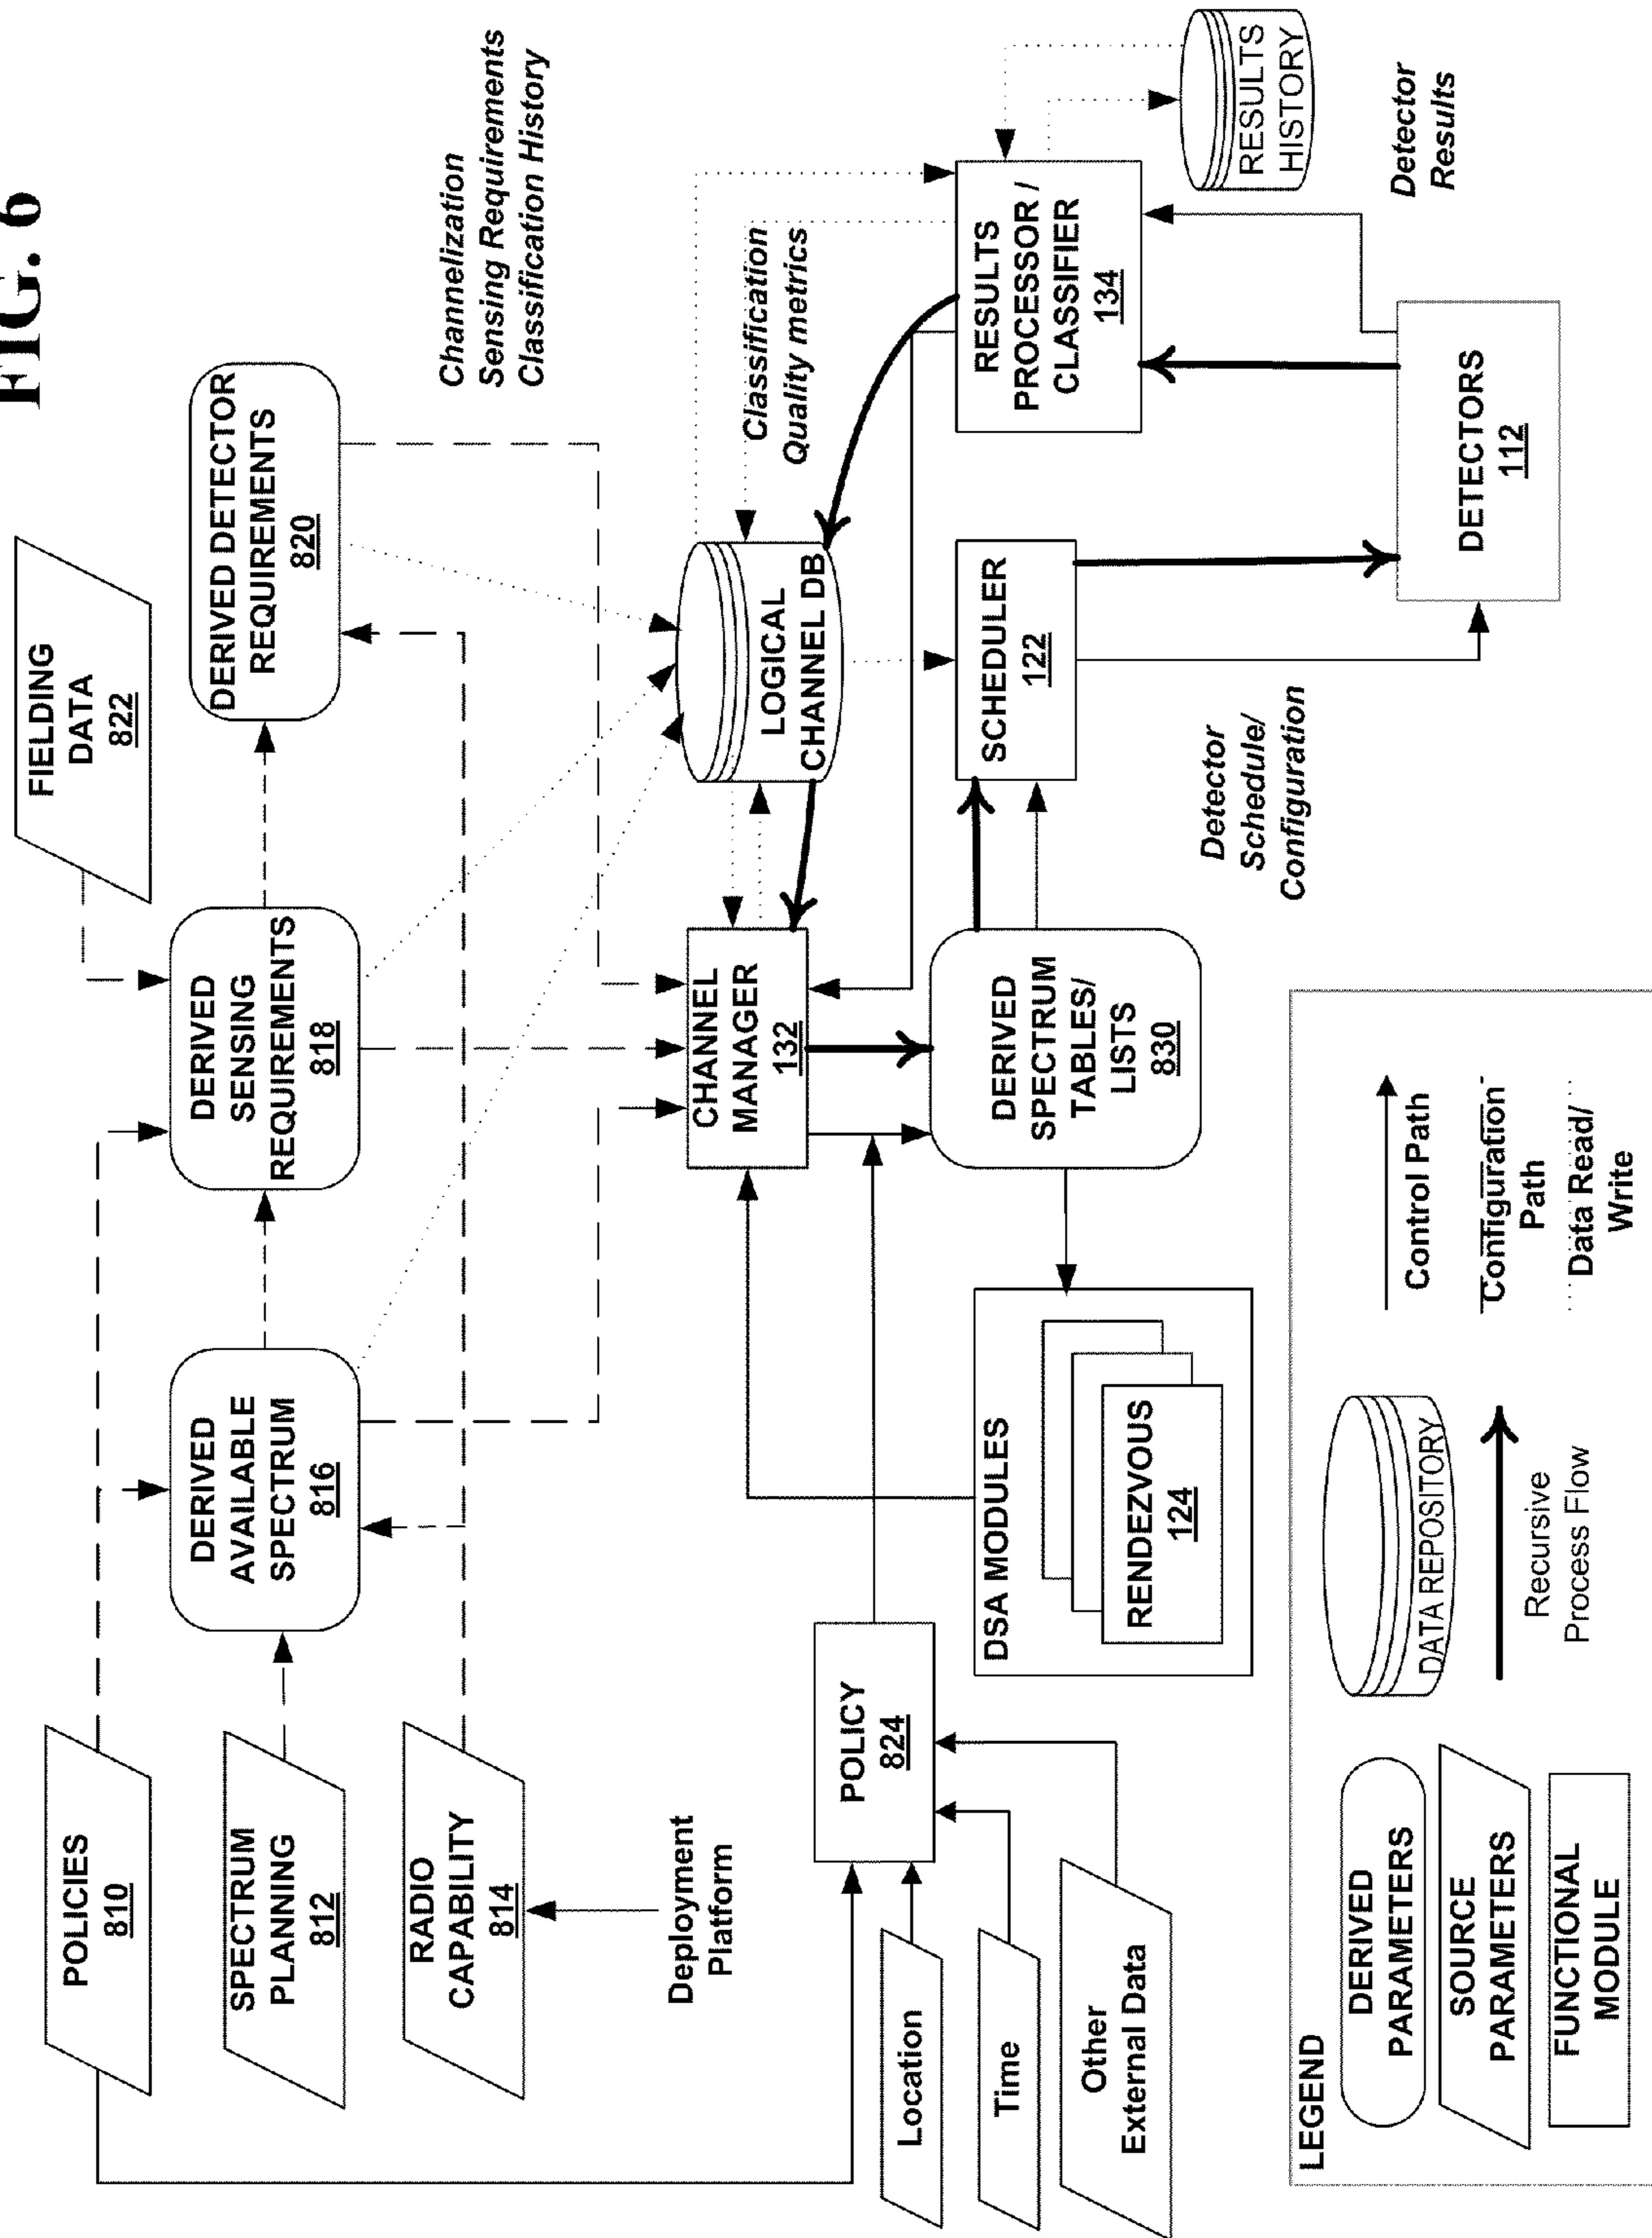 FIG. 6
POLICIES
810
SPECTRUM
PLANNING
812
RADIO
CAPABILITY
814
Deployment
Platform
DERIVED
AVAILABLE
SPECTRUM
816
DERIVED
SENSING
REQUIREMENTS
818
FIELDING
DATA
822
DERIVED DETECTOR
REQUIREMENTS
820
Channelization
Sensing Requirements
Classification History
Location
Time
Other
External Data
POLICY
824
DSA MODULES
RENDEZVOUS
124
CHANNEL
MANAGER
132
DERIVED
SPECTRUM
TABLES/
LISTS
830
LOGICAL
CHANNEL DB
Classification
Quality metrics
SCHEDULER
122
Detector
Schedule/
Configuration
RESULTS
PROCESSOR /
CLASSIFIER
134
RESULTS
HISTORY
DETECTORS
112
Detector
Results
LEGEND
DERIVED
PARAMETERS
SOURCE
PARAMETERS
FUNCTIONAL
MODULE
DATA REPOSITORY
Recursive
Process Flow
Control Path
Configuration
Path
Data Read/
Write